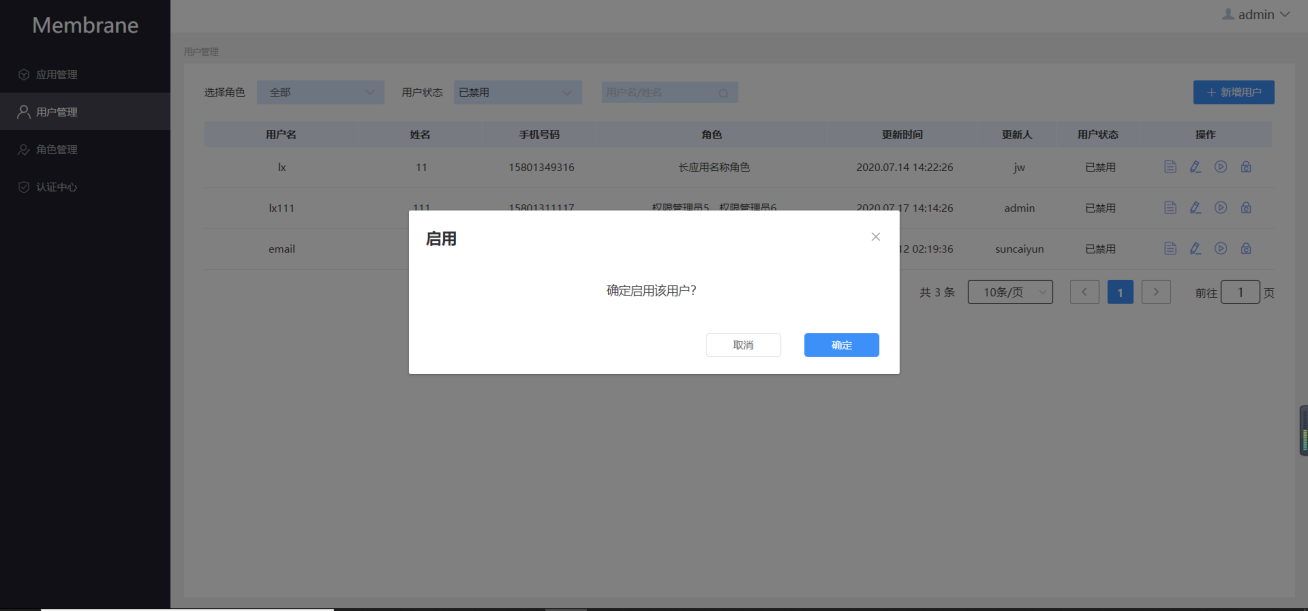 Membrane
admin
应用管理
用户管理
角色管理
认证中心
用户管理
选择角色 全部 用户状态 已禁用 用户名/姓名 新增用户
用户名 姓名 手机号码 角色 更新时间 更新人 用户状态 操作
lx 11 15801349316 长应用名称角色 2020.07.14 14:22:26 jw 已禁用
lx111 111 15801311117 权限管理员5、权限管理员6 2020.07.17 14:14:26 admin 已禁用
email 12 02:19:36 suncaiyun 已禁用
共 3 条 10条/页 1 前往 1 页
启用
确定启用该用户?
取消 确定